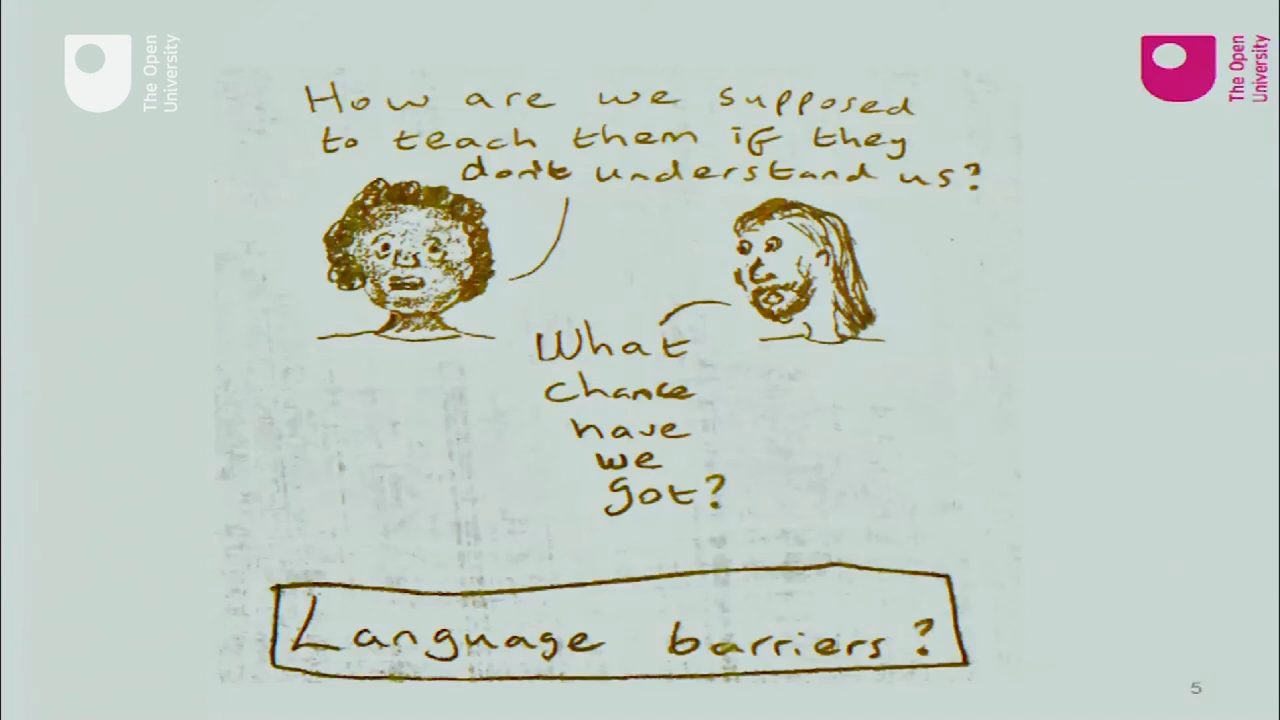 The Open
University
The Open
University
How are we supposed
to teach them if they
don't understand us?
What
chance
have
we
got?
Language barriers?
5